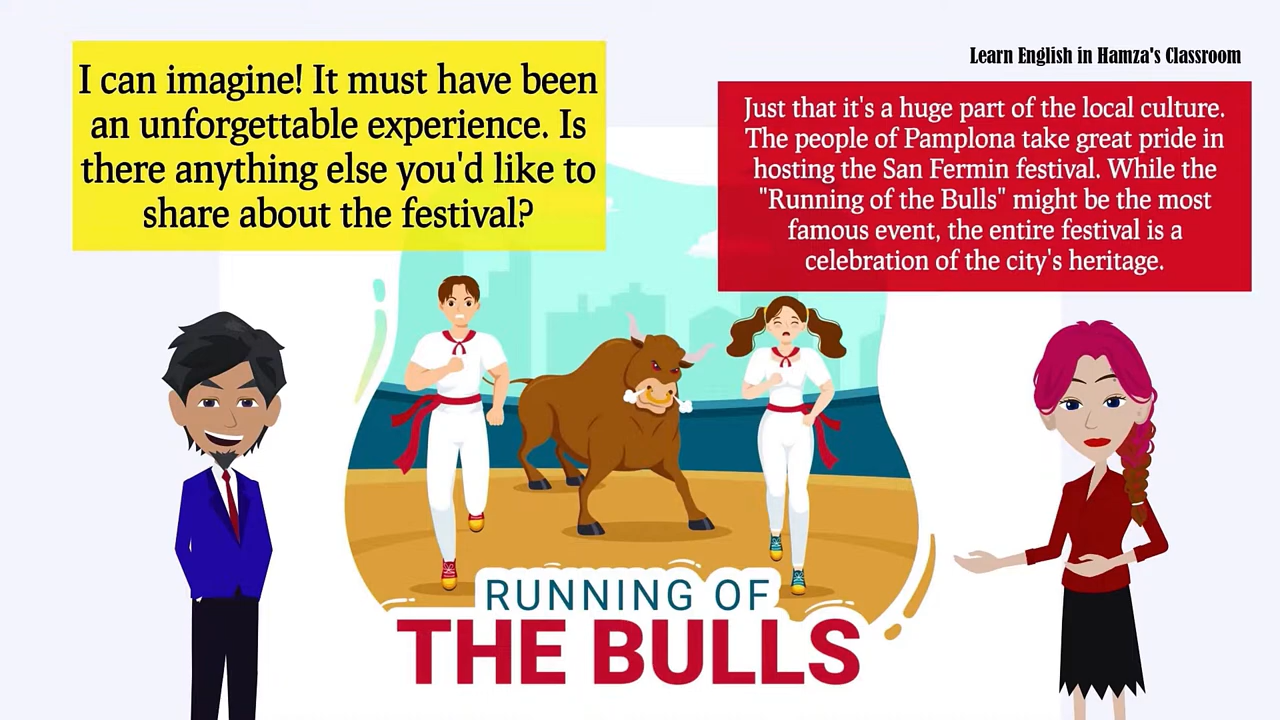 I can imagine! It must have been
an unforgettable experience. Is
there anything else you'd like to
share about the festival?
Learn English in Hamza's Classroom
Just that it's a huge part of the local culture.
The people of Pamplona take great pride in
hosting the San Fermin festival. While the
"Running of the Bulls" might be the most
famous event, the entire festival is a
celebration of the city's heritage.
RUNNING OF
THE BULLS